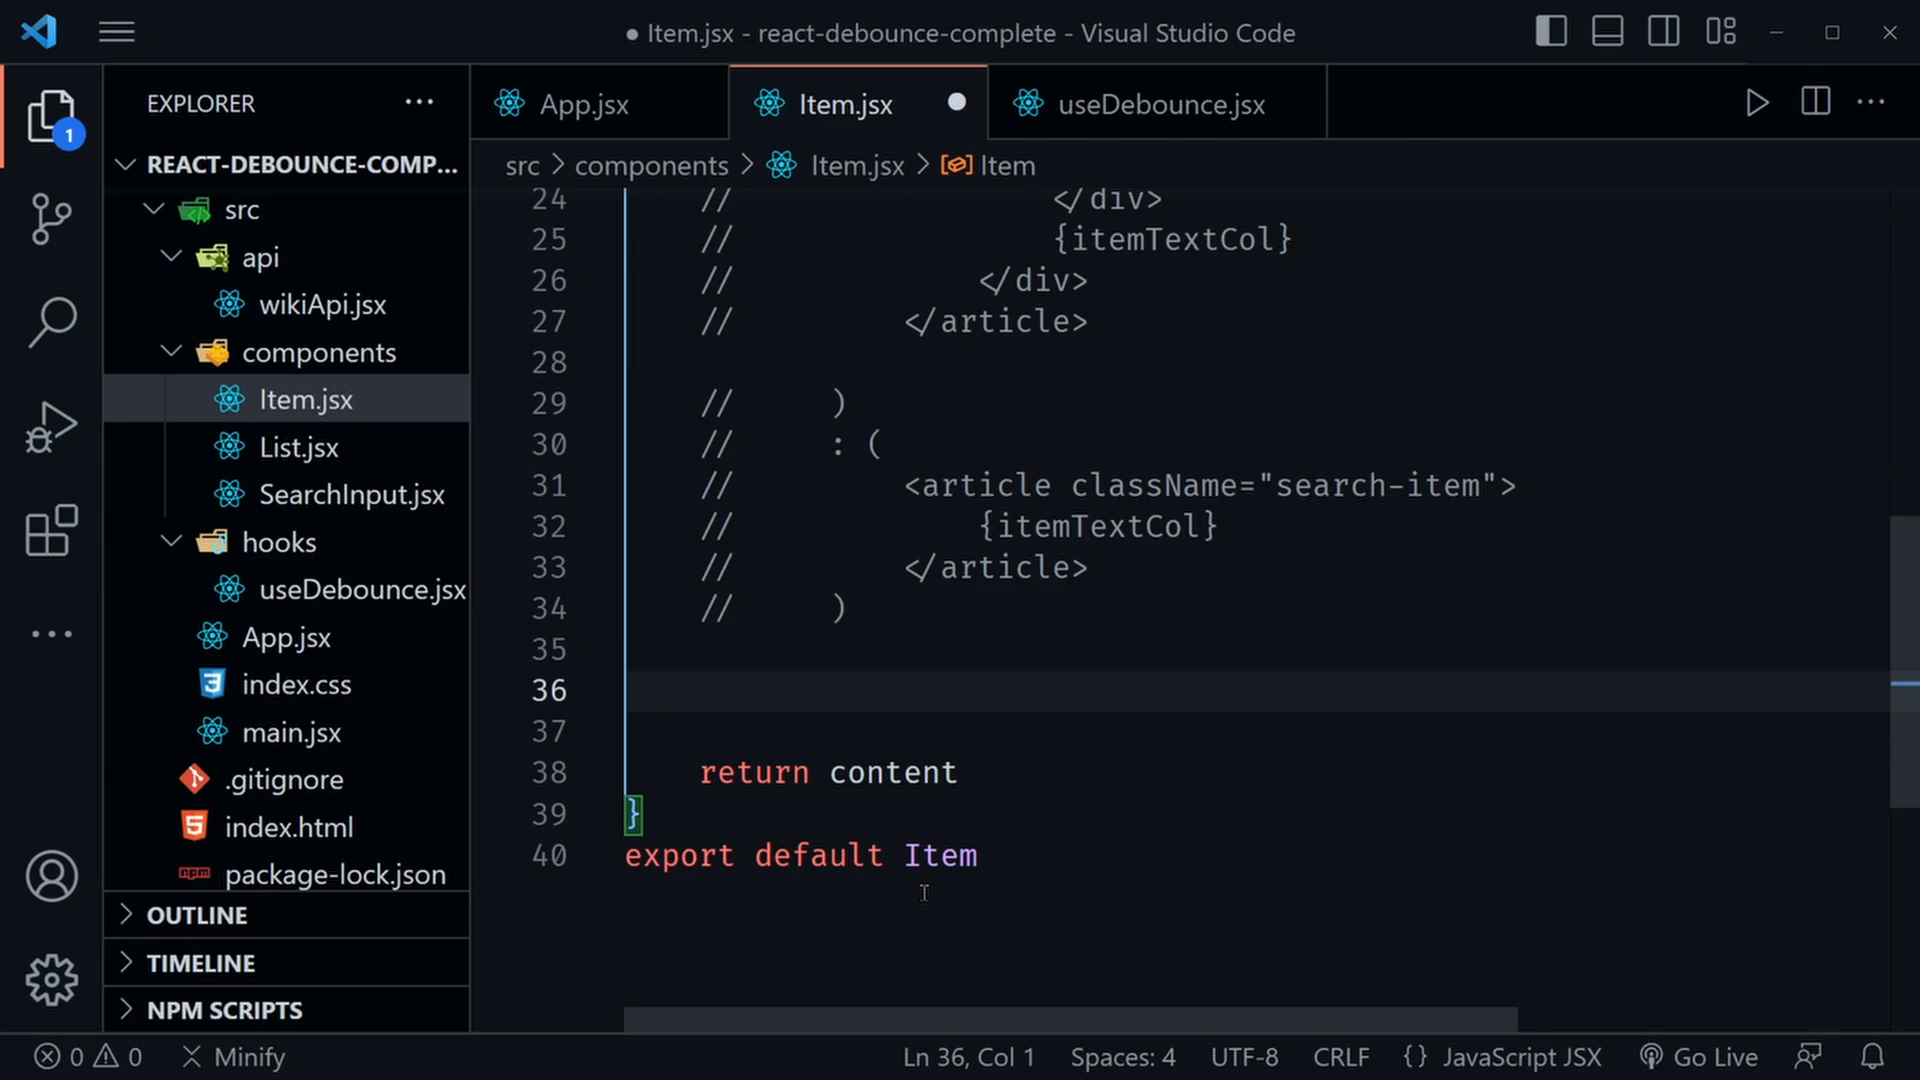 ● Item.jsx - react-debounce-complete - Visual Studio Code
EXPLORER
App.jsx
Item.jsx
useDebounce.jsx
1
REACT-DEBOUNCE-COMP...
src > components > Item.jsx > Item
src
api
wikiApi.jsx
components
Item.jsx
List.jsx
SearchInput.jsx
hooks
useDebounce.jsx
App.jsx
index.css
main.jsx
.gitignore
index.html
package-lock.json
OUTLINE
TIMELINE
NPM SCRIPTS
24 // </div>
25 // {itemTextCol}
26 // </div>
27 // </article>
28
29 // )
30 // : (
31 // <article className="search-item">
32 // {itemTextCol}
33 // </article>
34 // )
35
36
37
38 return content
39 }
40 export default Item
0 0 Minify Ln 36, Col 1 Spaces: 4 UTF-8 CRLF {} JavaScript JSX Go Live